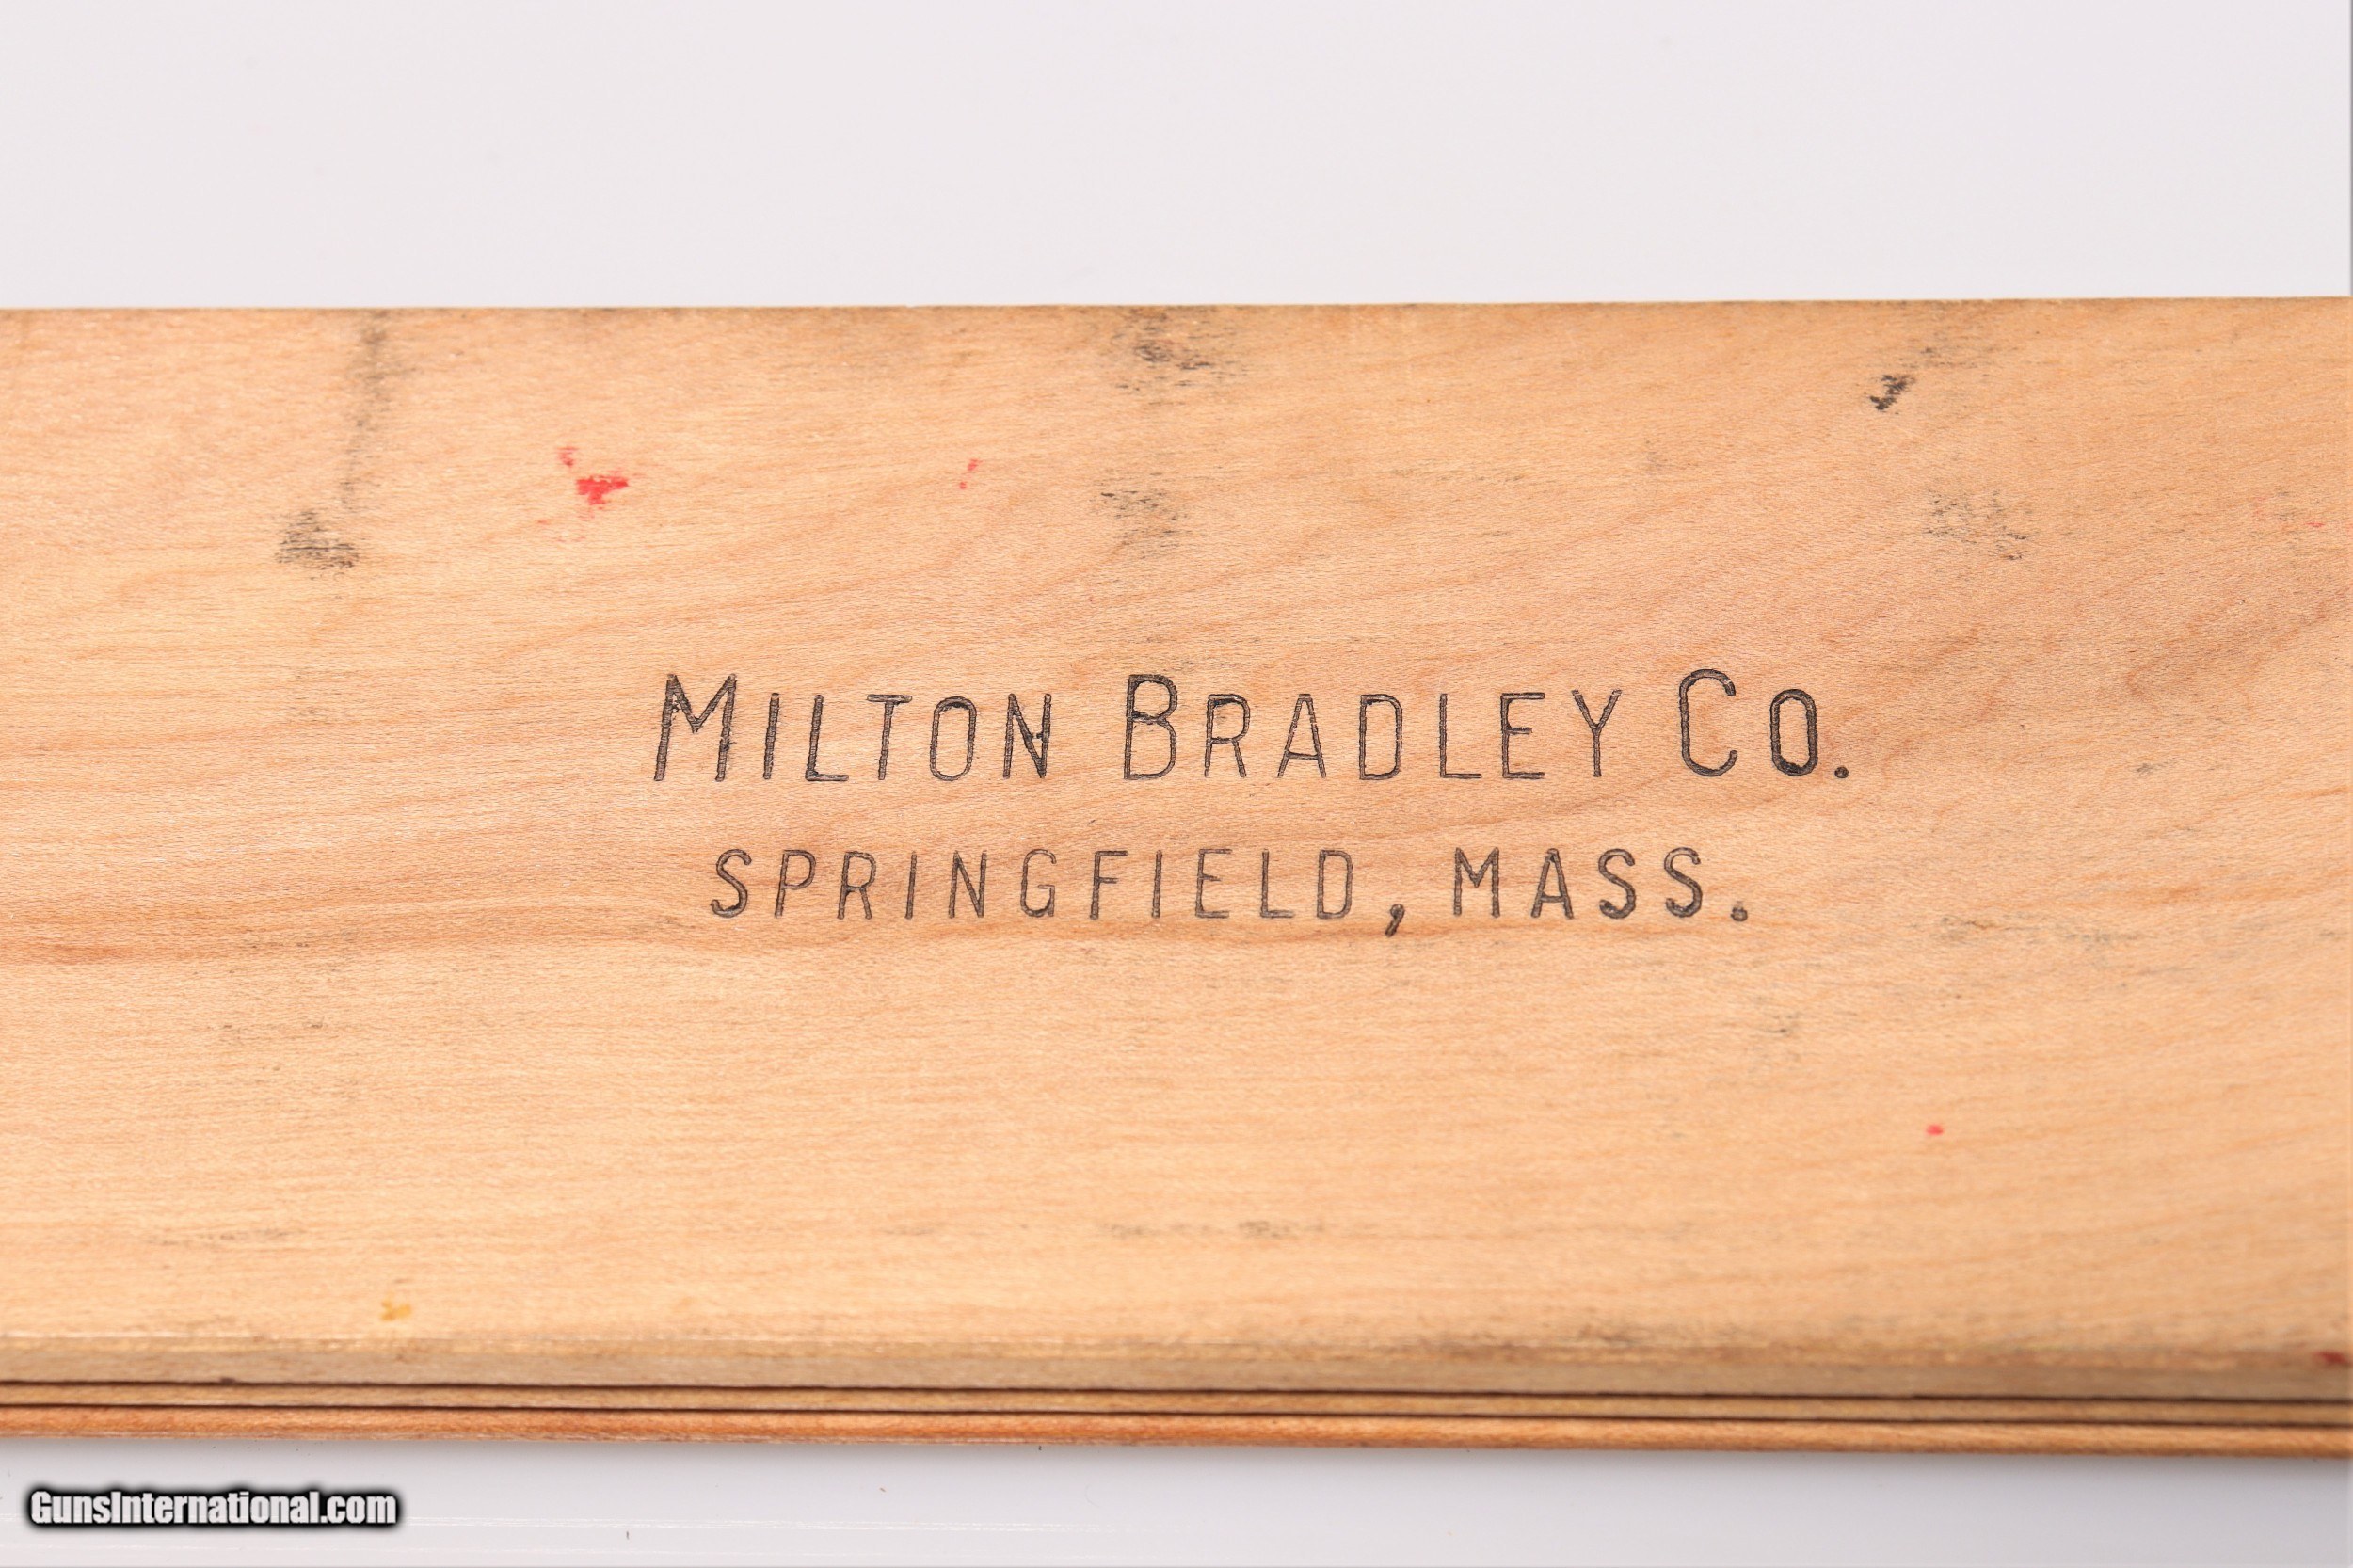 MILTON BRADLEY CO.
SPRINGFIELD, MASS.
GunsInternational.com